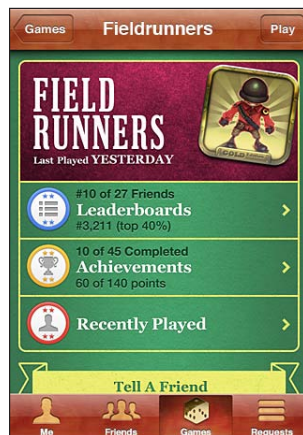 Games
Fieldrunners
Play
FIELD
RUNNERS
Last Played YESTERDAY
GOLD
#10 of 27 Friends
Leaderboards
#3,211 (top 40%)
10 of 45 Completed
Achievements
60 of 140 points
Recently Played
Tell A Friend
Me
Friends
Games
Requests